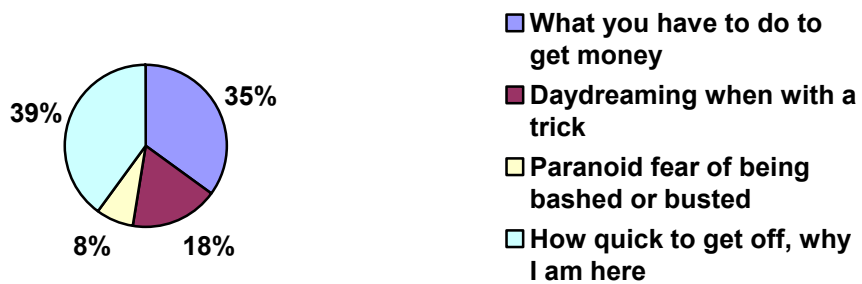 39%
35%
8%
18%
What you have to do to
get money
Daydreaming when with a
trick
Paranoid fear of being
bashed or busted
How quick to get off, why
I am here